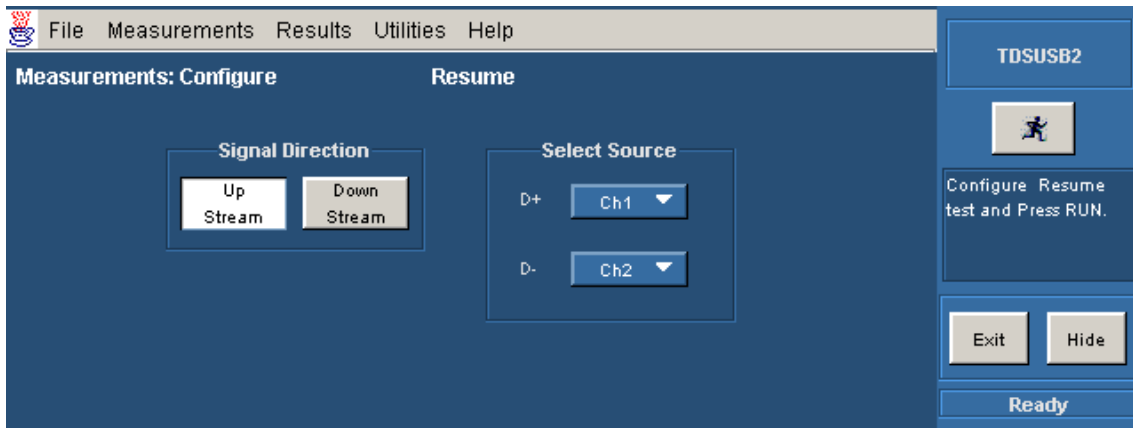 File Measurements Results Utilities Help
Measurements: Configure Resume
Signal Direction
Up
Stream
Down
Stream
Select Source
D+ Ch1
D- Ch2
TDSUSB2
Configure Resume
test and Press RUN.
Exit Hide
Ready